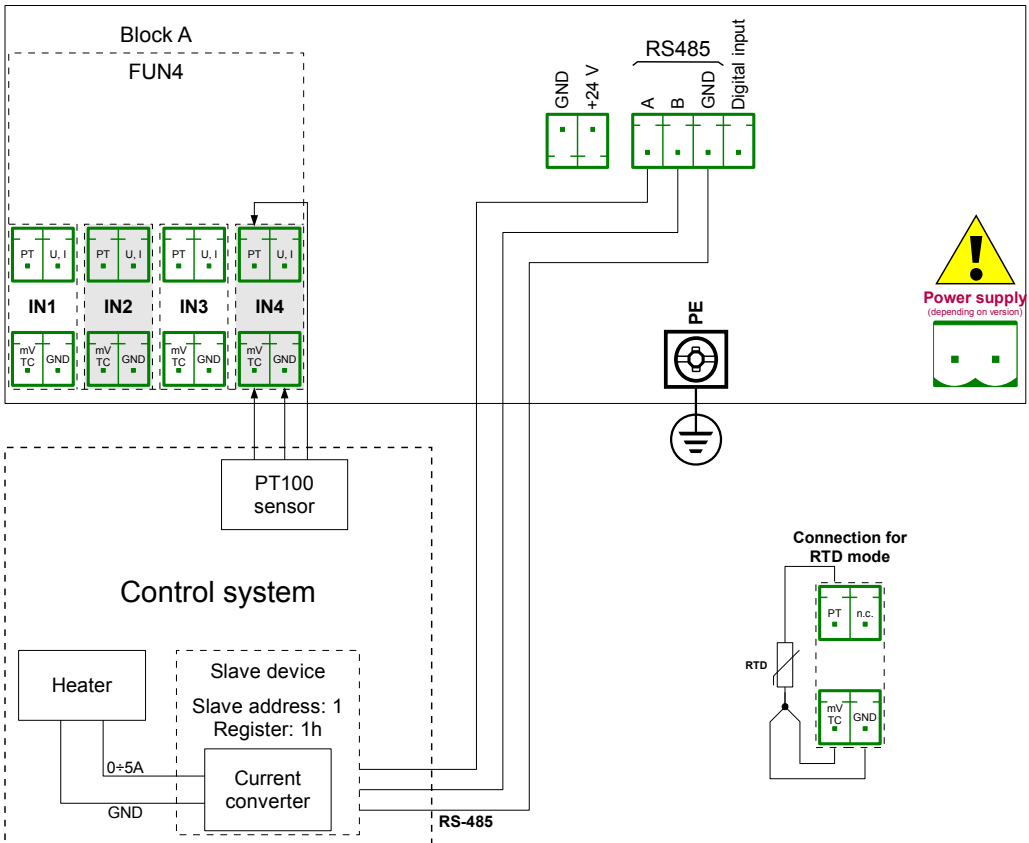 Block A
FUN4
GND
+24 V
RS485
A
B
GND
Digital input
PT
U, I
PT
U, I
PT
U, I
PT
U, I
IN1
IN2
IN3
IN4
mV
TC
GND
mV
TC
GND
mV
TC
GND
mV
TC
GND
PE
Power supply
(depending on version)
PT100
sensor
Control system
Heater
Slave device
Slave address: 1
Register: 1h
Current
converter
0÷5A
GND
RS-485
Connection for
RTD mode
PT
n.c.
RTD
mV
TC
GND